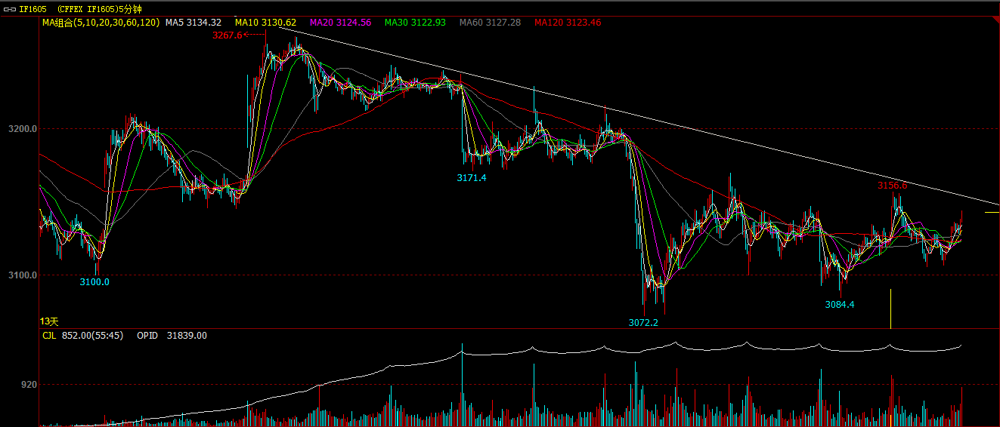 IF1605 (CFFEX IF1605)5分钟
MA组合(5,10,20,30,60,120) MA5 3134.32 MA10 3130.62 MA20 3124.56 MA30 3122.93 MA60 3127.28 MA120 3123.46
3267.6
3200.0
3171.4
3156.6
3100.0
3100.0
3084.4
3072.2
13天
CJL 852.00(55:45) OPID 31839.00
920